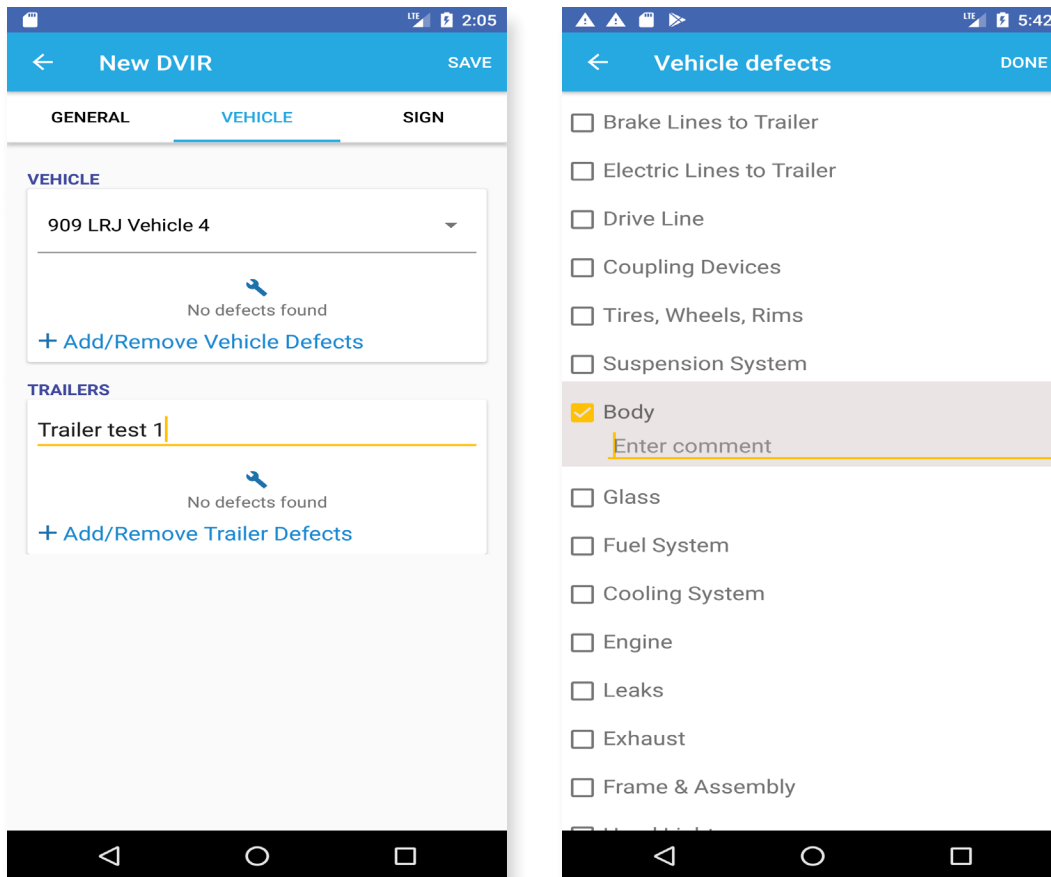 LTE 2:05
New DVIR SAVE
GENERAL VEHICLE SIGN
VEHICLE
909 LRJ Vehicle 4
No defects found
+ Add/Remove Vehicle Defects
TRAILERS
Trailer test 1
No defects found
+ Add/Remove Trailer Defects
LTE 5:42
Vehicle defects DONE
Brake Lines to Trailer
Electric Lines to Trailer
Drive Line
Coupling Devices
Tires, Wheels, Rims
Suspension System
Body
Enter comment
Glass
Fuel System
Cooling System
Engine
Leaks
Exhaust
Frame & Assembly